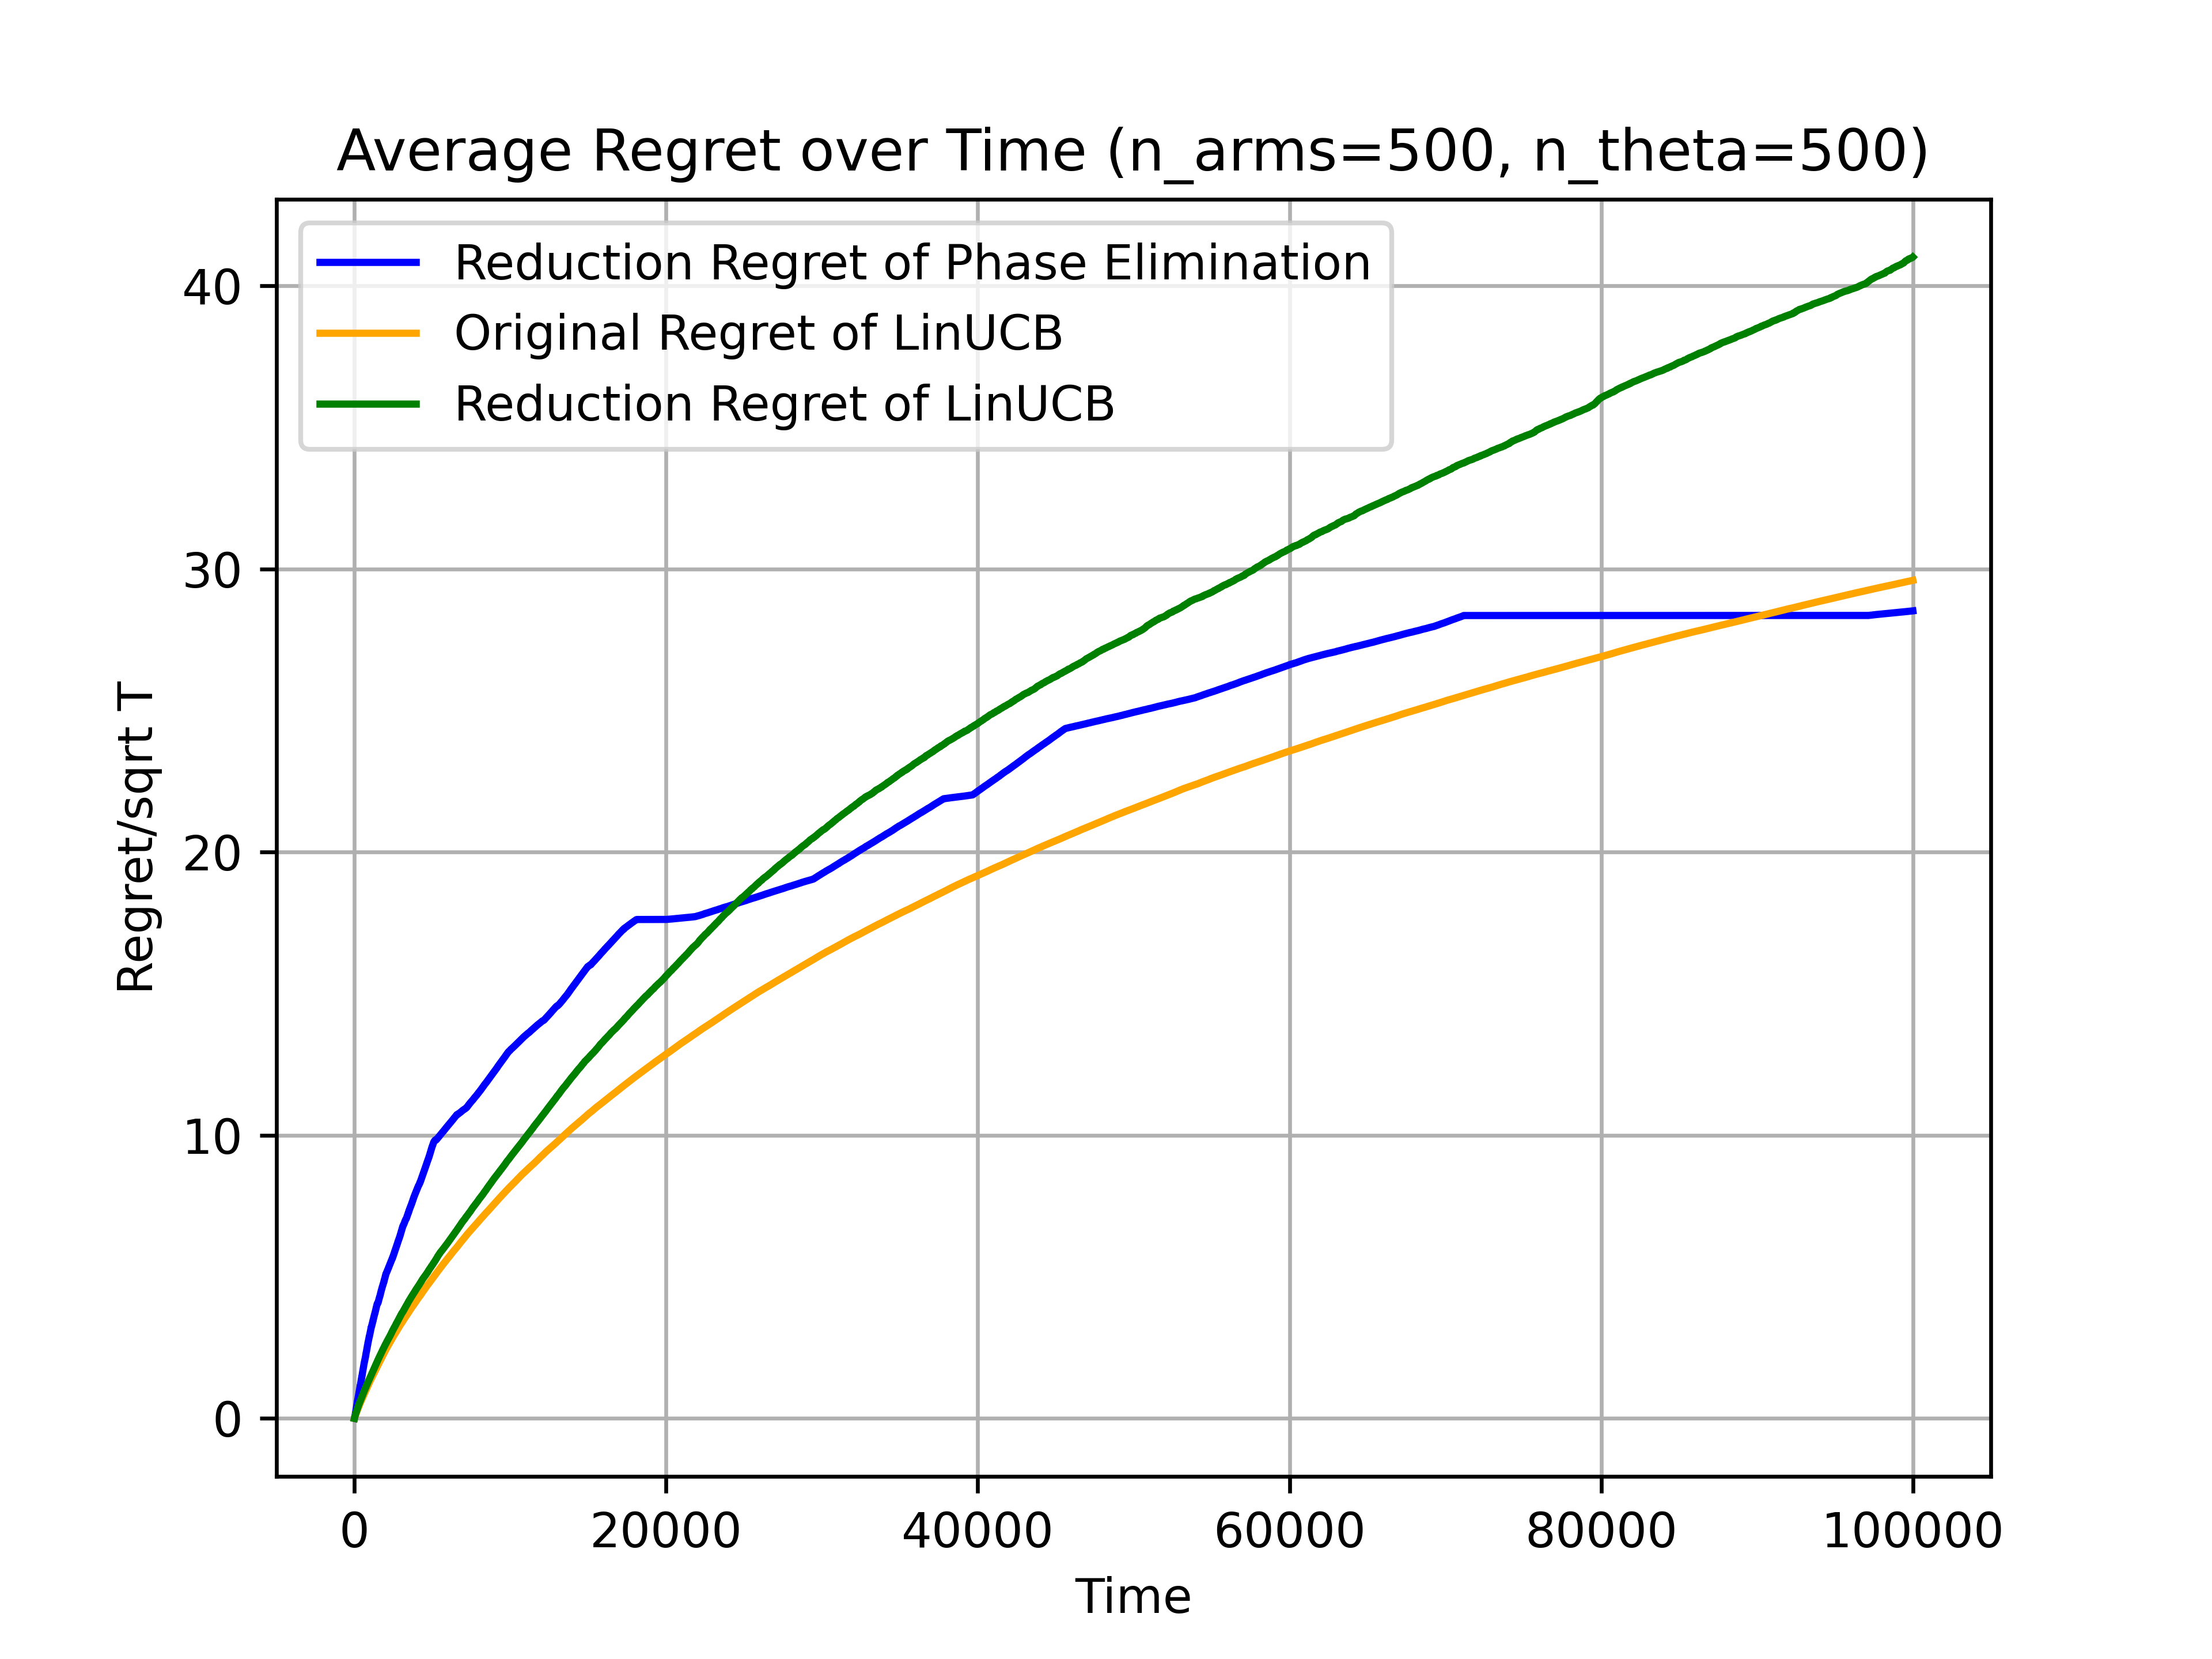 Average Regret over Time (n_arms=500, n_theta=500)
Reduction Regret of Phase Elimination
Original Regret of LinUCB
Reduction Regret of LinUCB
Regret/sqrt T
40
30
20
10
0
0 20000 40000 60000 80000 100000
Time